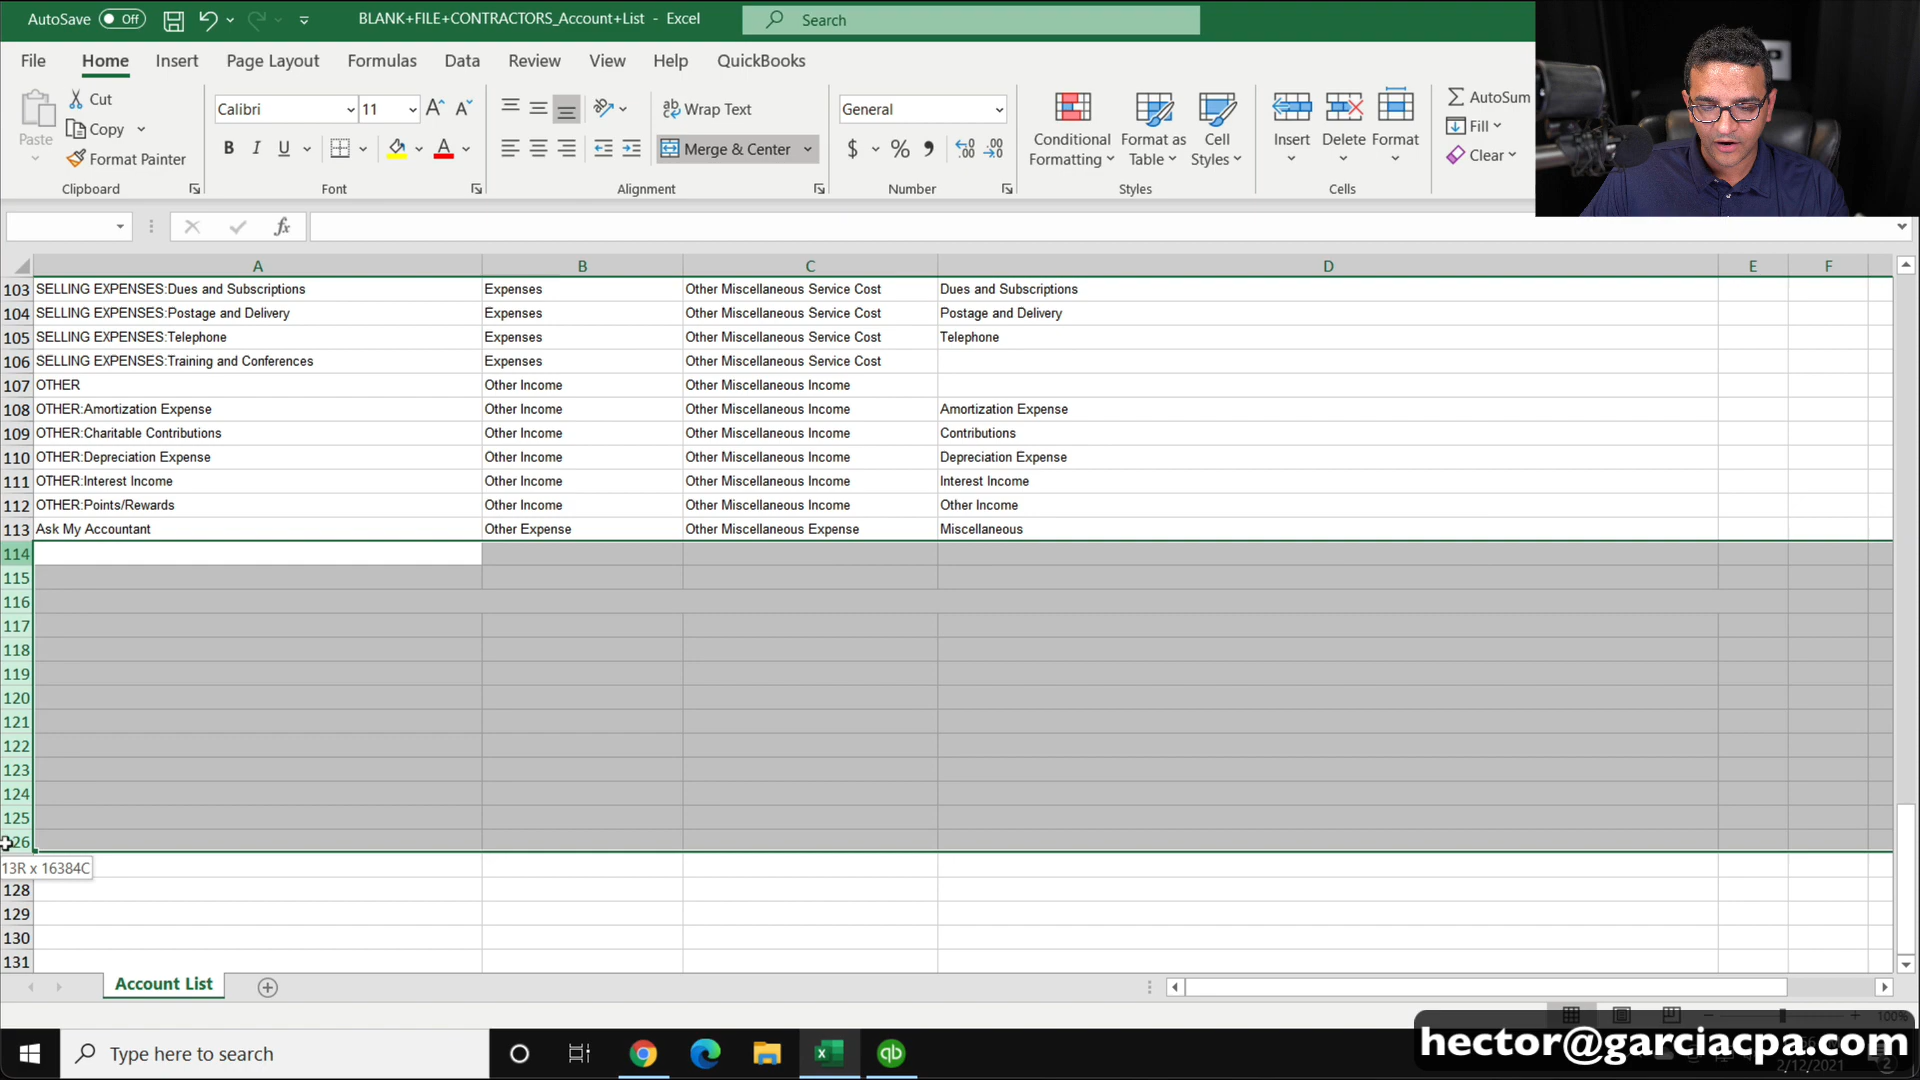 AutoSave Off BLANK+FILE+CONTRACTORS_Account+List - Excel Search
File Home Insert Page Layout Formulas Data Review View Help QuickBooks
Paste Cut Copy Format Painter Clipboard
Calibri 11 A A B I U A Font
ab Wrap Text Merge & Center Alignment
General $ % Number
Conditional Formatting Format as Table Cell Styles Styles
Insert Delete Format Cells
AutoSum Fill Clear
fx
A B C D E F
103 SELLING EXPENSES:Dues and Subscriptions Expenses Other Miscellaneous Service Cost Dues and Subscriptions
104 SELLING EXPENSES:Postage and Delivery Expenses Other Miscellaneous Service Cost Postage and Delivery
105 SELLING EXPENSES:Telephone Expenses Other Miscellaneous Service Cost Telephone
106 SELLING EXPENSES:Training and Conferences Expenses Other Miscellaneous Service Cost
107 OTHER Other Income Other Miscellaneous Income
108 OTHER:Amortization Expense Other Income Other Miscellaneous Income Amortization Expense
109 OTHER:Charitable Contributions Other Income Other Miscellaneous Income Contributions
110 OTHER:Depreciation Expense Other Income Other Miscellaneous Income Depreciation Expense
111 OTHER:Interest Income Other Income Other Miscellaneous Income Interest Income
112 OTHER:Points/Rewards Other Income Other Miscellaneous Income Other Income
113 Ask My Accountant Other Expense Other Miscellaneous Expense Miscellaneous
114
115
116
117
118
119
120
121
122
123
124
125
26
13R x 16384C
128
129
130
131
Account List
100%
Type here to search
qb
hector@garciacpa.com
2/12/2021
2